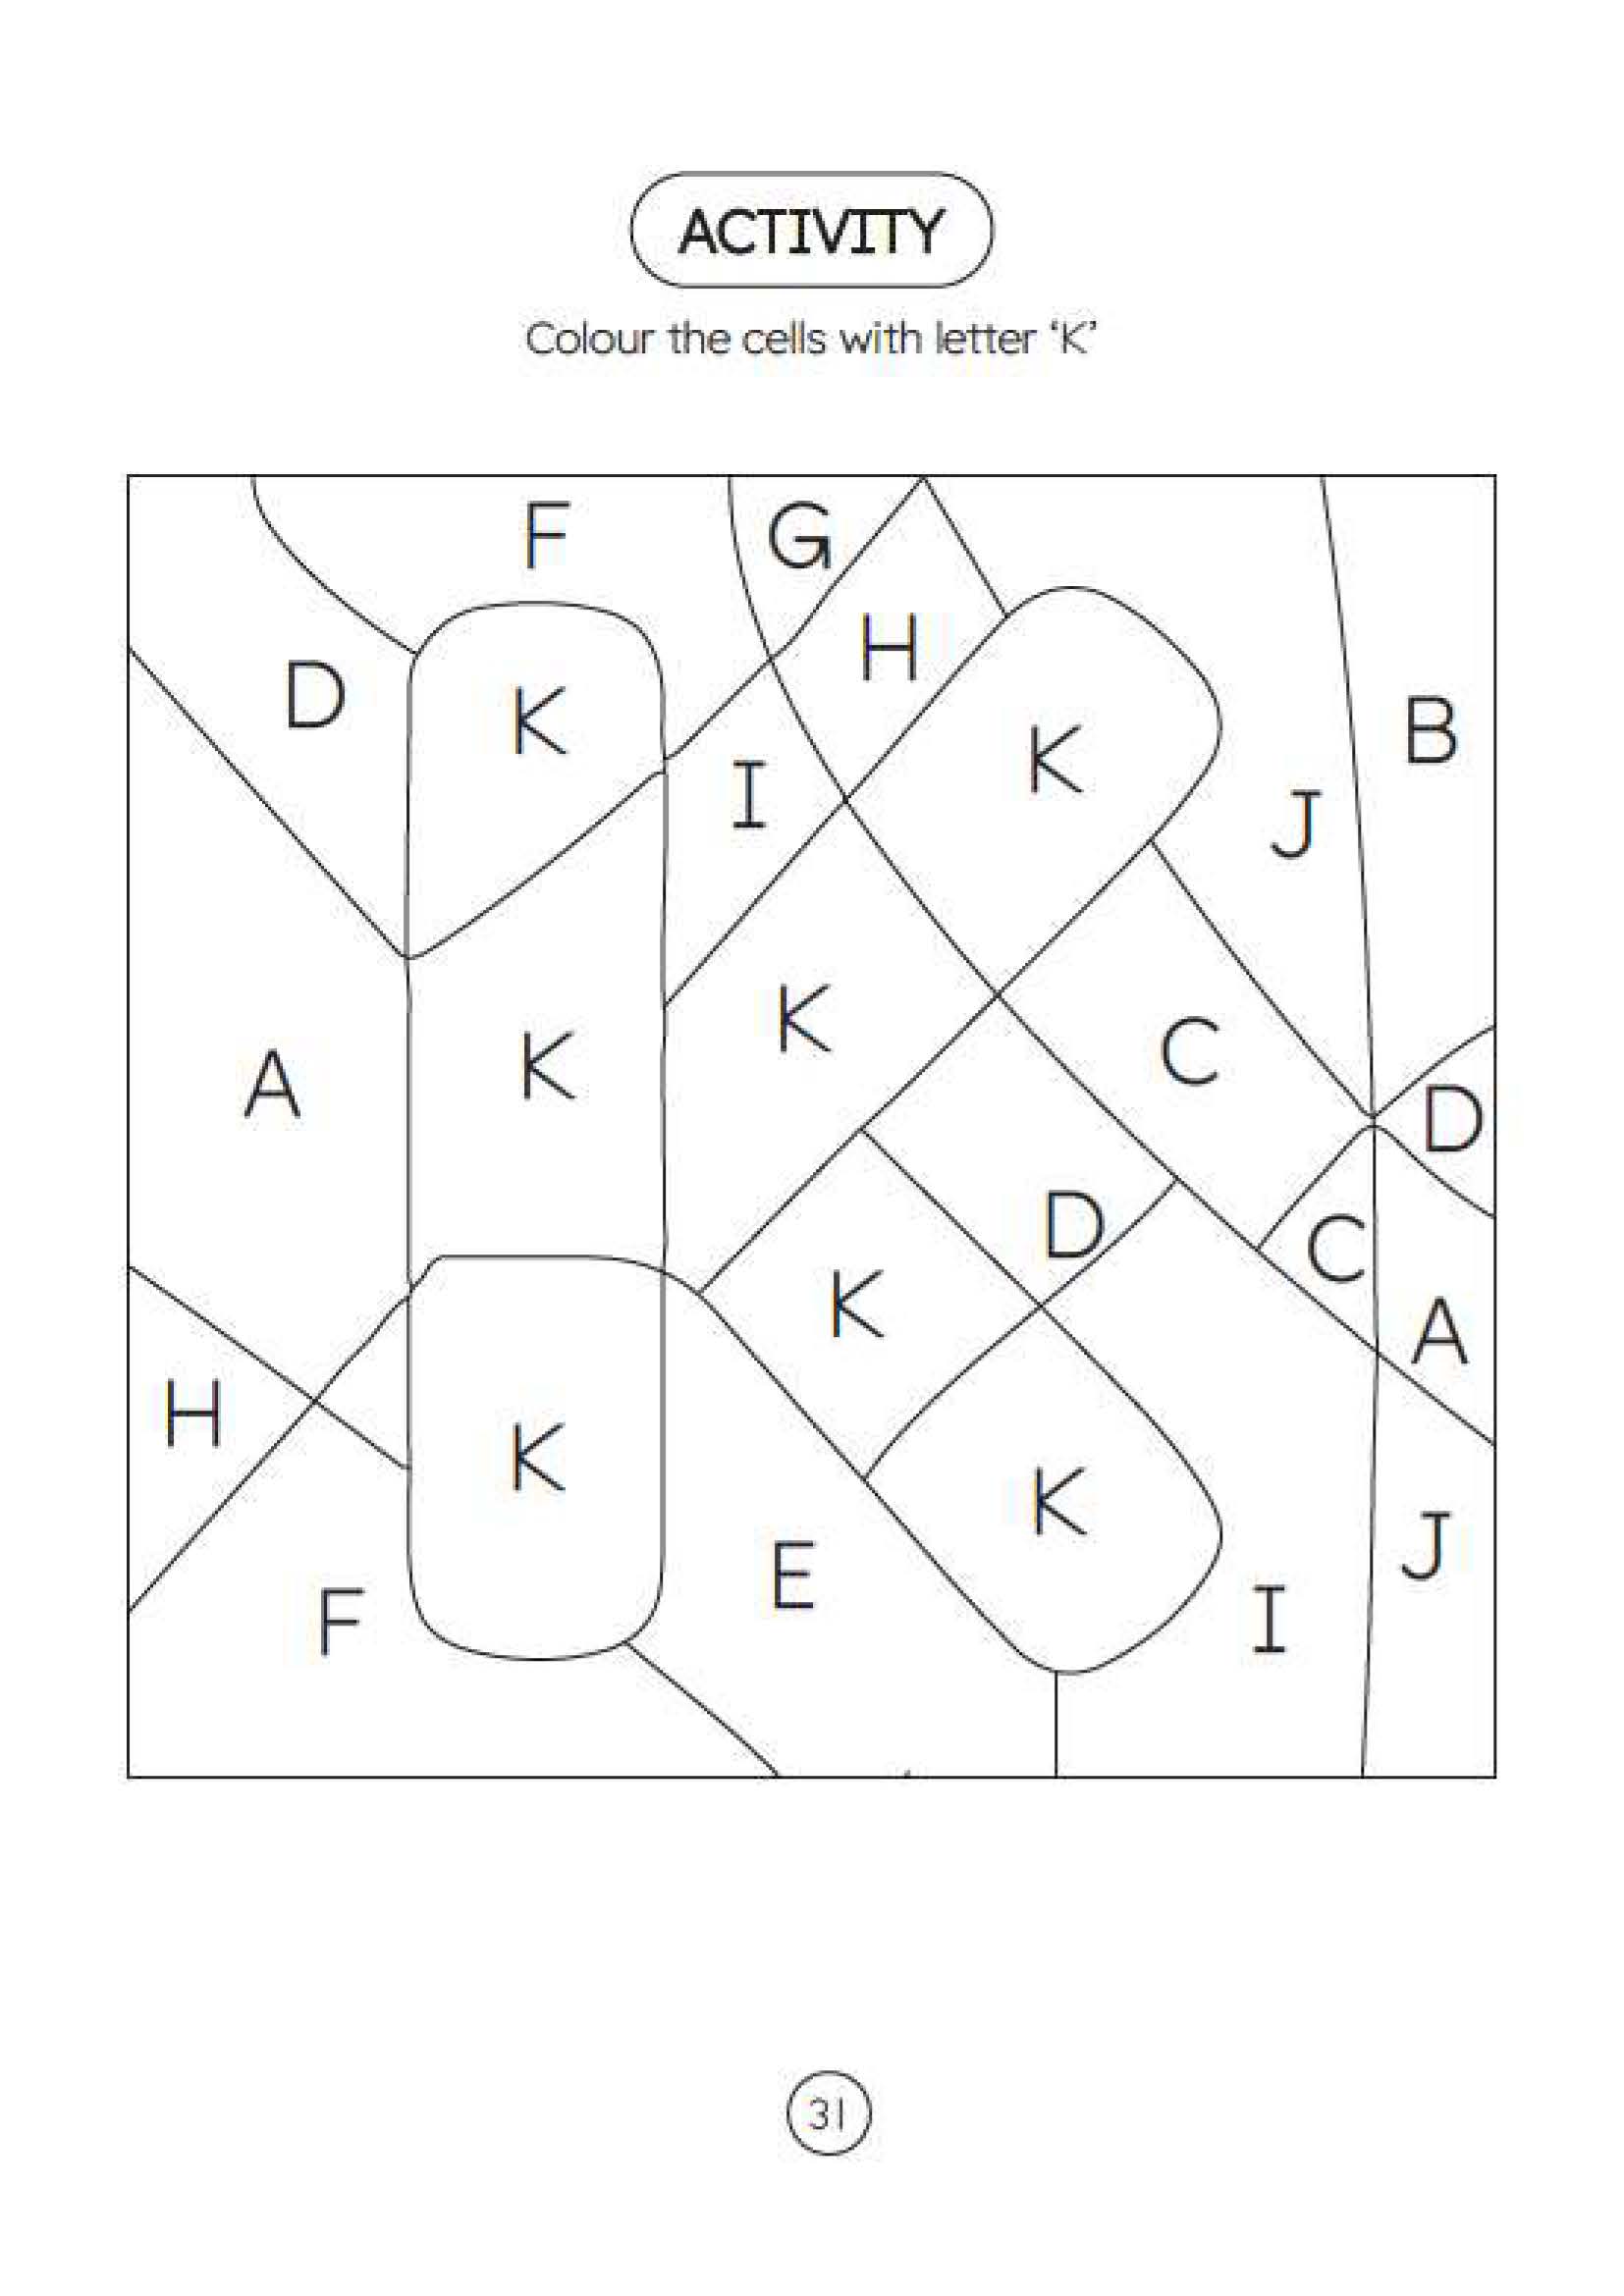 ACTIVITY
Colour the cells with letter ‘K’
F G
H
D K B
K
I J
K
C
K
A D
D
C
K A
H
K
K
J
E
F I
31